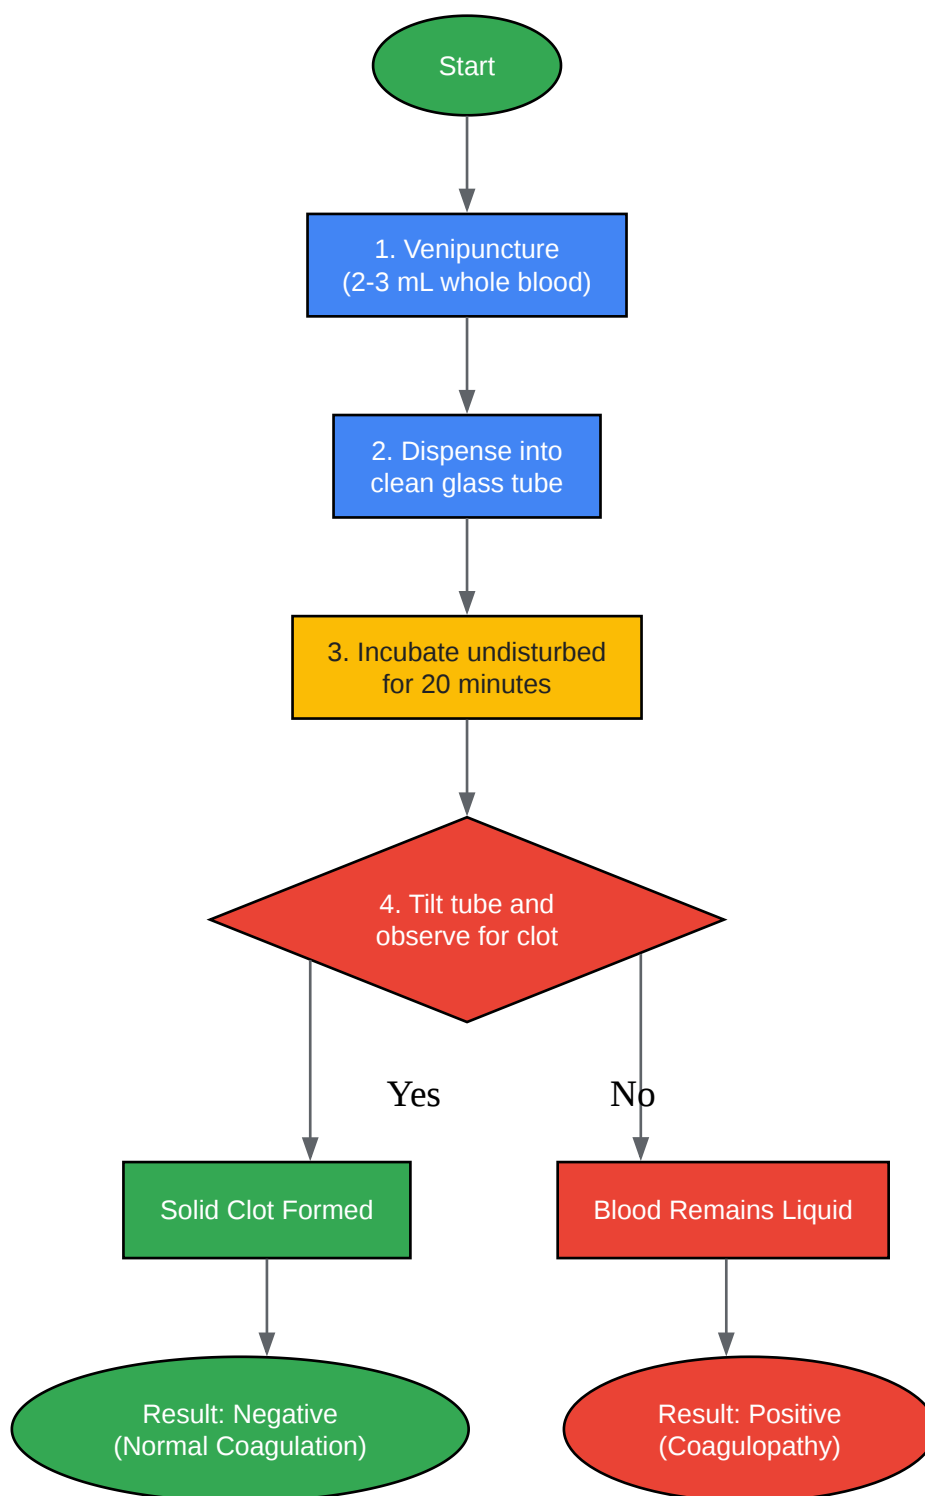 Start
1. Venipuncture
(2-3 mL whole blood)
2. Dispense into
clean glass tube
3. Incubate undisturbed
for 20 minutes
4. Tilt tube and
observe for clot
Yes
No
Solid Clot Formed
Blood Remains Liquid
Result: Negative
(Normal Coagulation)
Result: Positive
(Coagulopathy)